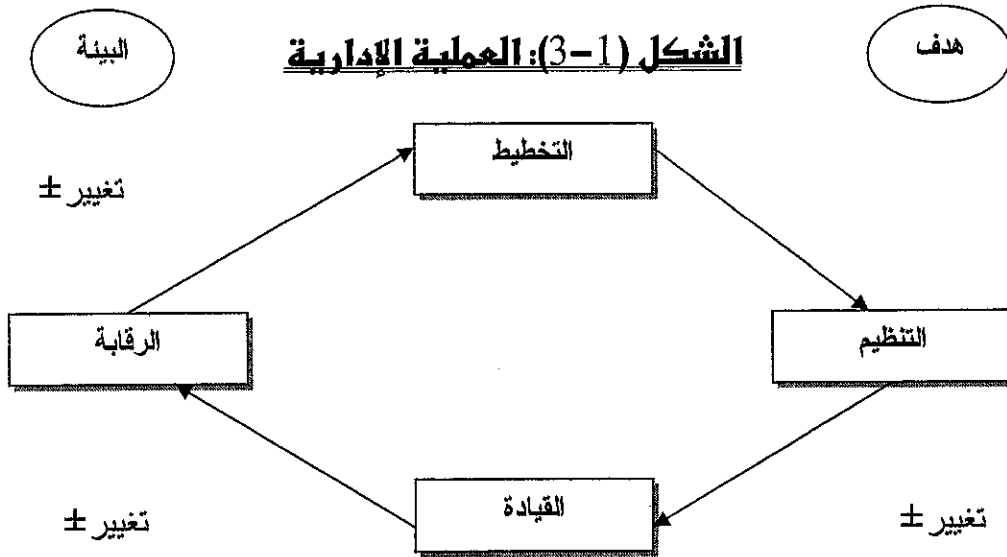 هدف
الشكل (1-3): العملية الإدارية
البيئة
التخطيط
تغيير ±
التنظيم
الرقابة
القيادة
تغيير ±
تغيير ±